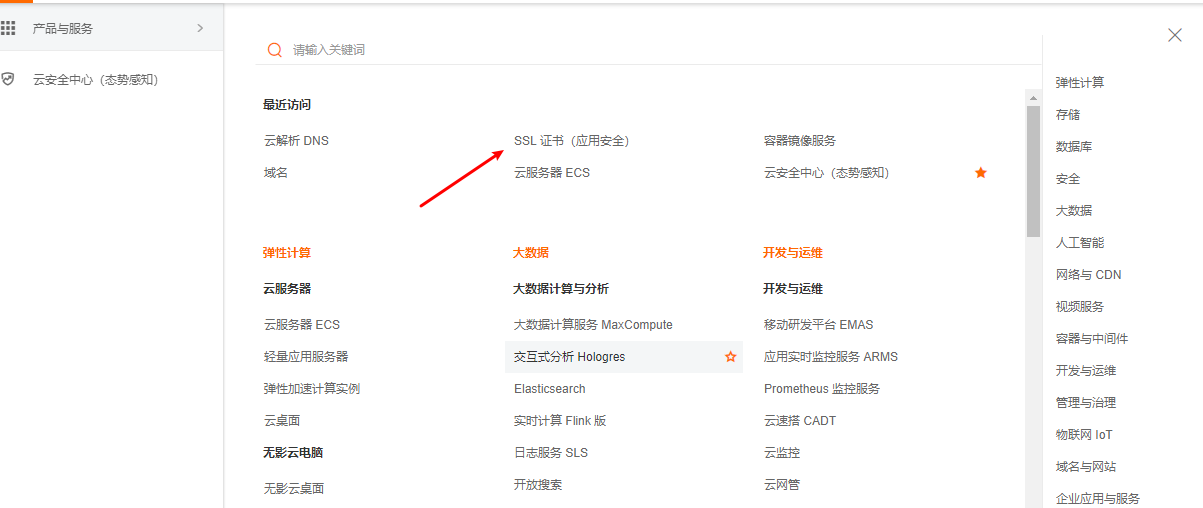 产品与服务
云安全中心（态势感知）
请输入关键词
最近访问
云解析 DNS
SSL 证书（应用安全）
容器镜像服务
域名
云服务器 ECS
云安全中心（态势感知）
弹性计算
大数据
开发与运维
云服务器
大数据计算与分析
开发与运维
云服务器 ECS
大数据计算服务 MaxCompute
移动研发平台 EMAS
轻量应用服务器
交互式分析 Hologres
应用实时监控服务 ARMS
弹性加速计算实例
Elasticsearch
Prometheus 监控服务
云桌面
实时计算 Flink 版
云速搭 CADT
无影云电脑
日志服务 SLS
云监控
无影云桌面
开放搜索
云网管
弹性计算
存储
数据库
安全
大数据
人工智能
网络与 CDN
视频服务
容器与中间件
开发与运维
管理与治理
物联网 IoT
域名与网站
企业应用与服务